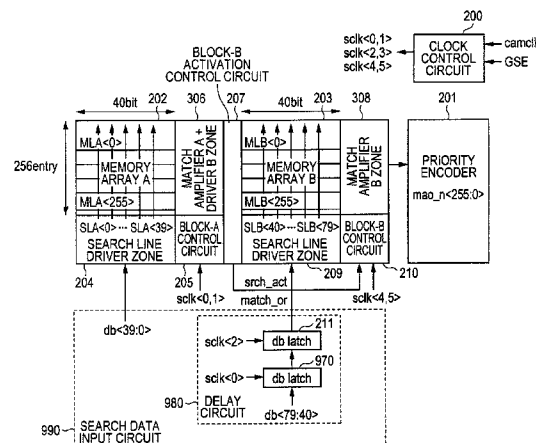 200
sclk<0,1>
sclk<2,3>
sclk<4,5>
CLOCK
CONTROL
CIRCUIT
camclk
GSE
BLOCK-B
ACTIVATION
CONTROL CIRCUIT
40bit
202
306
207
40bit
203
308
201
256entry
MLA<0>
MEMORY
ARRAY A
MLA<255>
MATCH
AMPLIFIER A +
DRIVER B ZONE
MLB<0>
MEMORY
ARRAY B
MLB<255>
MATCH
AMPLIFIER
B ZONE
PRIORITY
ENCODER
mao_n<255:0>
SLA<0>··· SLA<39>
SEARCH LINE
DRIVER ZONE
BLOCK-A
CONTROL
CIRCUIT
SLB<40> ··· SLB<79>
SEARCH LINE
DRIVER ZONE
BLOCK-B
CONTROL
CIRCUIT
204
205
209
210
srch_act
match_or
sclk<0,1>
sclk<4,5>
db<39:0>
211
sclk<2>
db latch
970
sclk<0>
db latch
980
DELAY
CIRCUIT
db<79:40>
990
SEARCH DATA
INPUT CIRCUIT